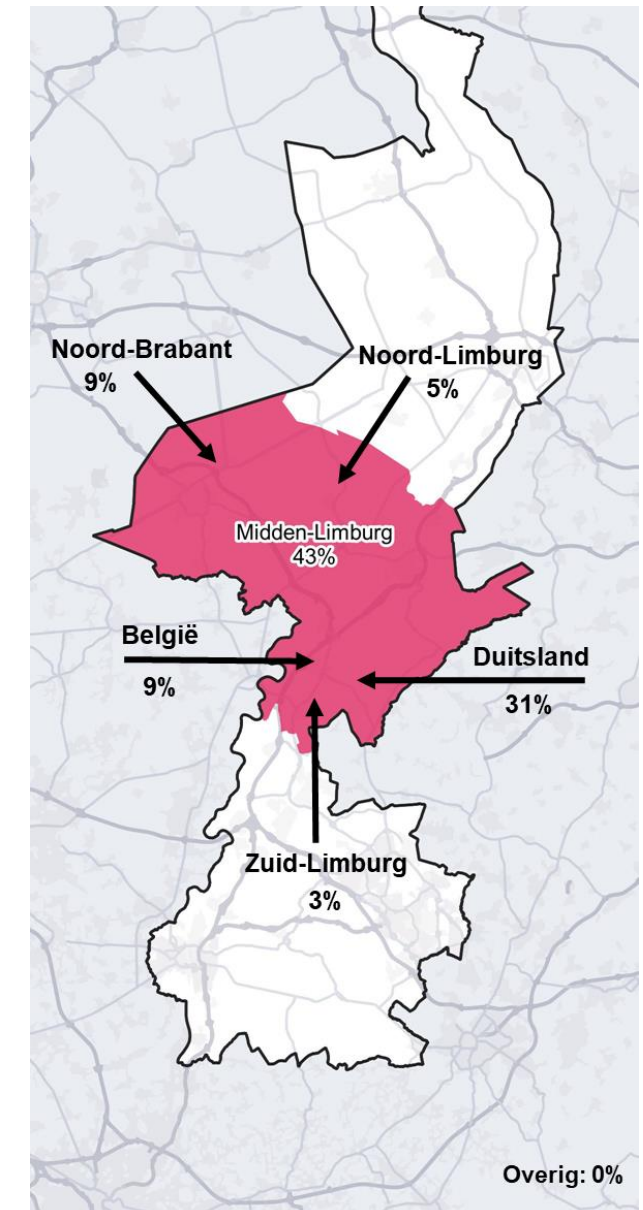 Noord-Brabant
9%
Noord-Limburg
5%
Midden-Limburg
43%
België
9%
Duitsland
31%
Zuid-Limburg
3%
Overig: 0%